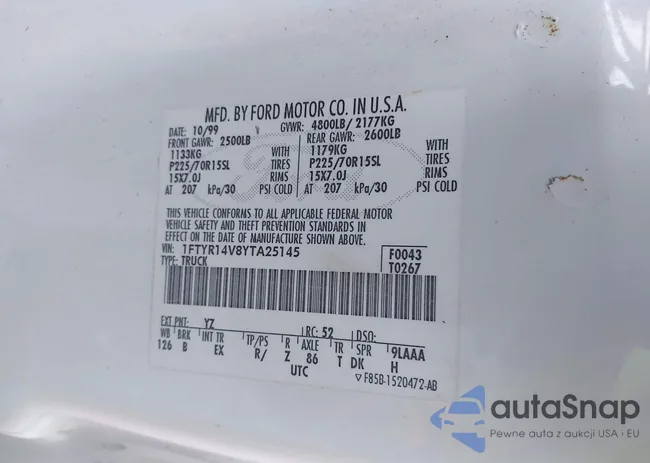 MFD. BY FORD MOTOR CO. IN U.S.A.
DATE: 10/99 GVWR: 4800LB/ 2177KG
FRONT GAWR: 2500LB REAR GAWR: 2600LB
1133KG WITH 1179KG WITH
P225/70R15SL TIRES P225/70R15SL TIRES
15X7.0J RIMS 15X7.0J RIMS
AT 207 kPa/30 PSI COLD AT 207 kPa/30 PSI COLD
THIS VEHICLE CONFORMS TO ALL APPLICABLE FEDERAL MOTOR
VEHICLE SAFETY AND THEFT PREVENTION STANDARDS IN
EFFECT ON THE DATE OF MANUFACTURE SHOWN ABOVE.
VIN: 1FTYR14V8YTA25145 F0043
TYPE: TRUCK T0267
EXT PNT: YZ RC: 52 DSO:
WB BRK INT TR TP/PS R AXLE TR SPR 9LAAA
126 B EX R/ Z 86 T DK H
UTC
F85B-1520472-AB
autaSnap
Pewne auta z aukcji USA i EU